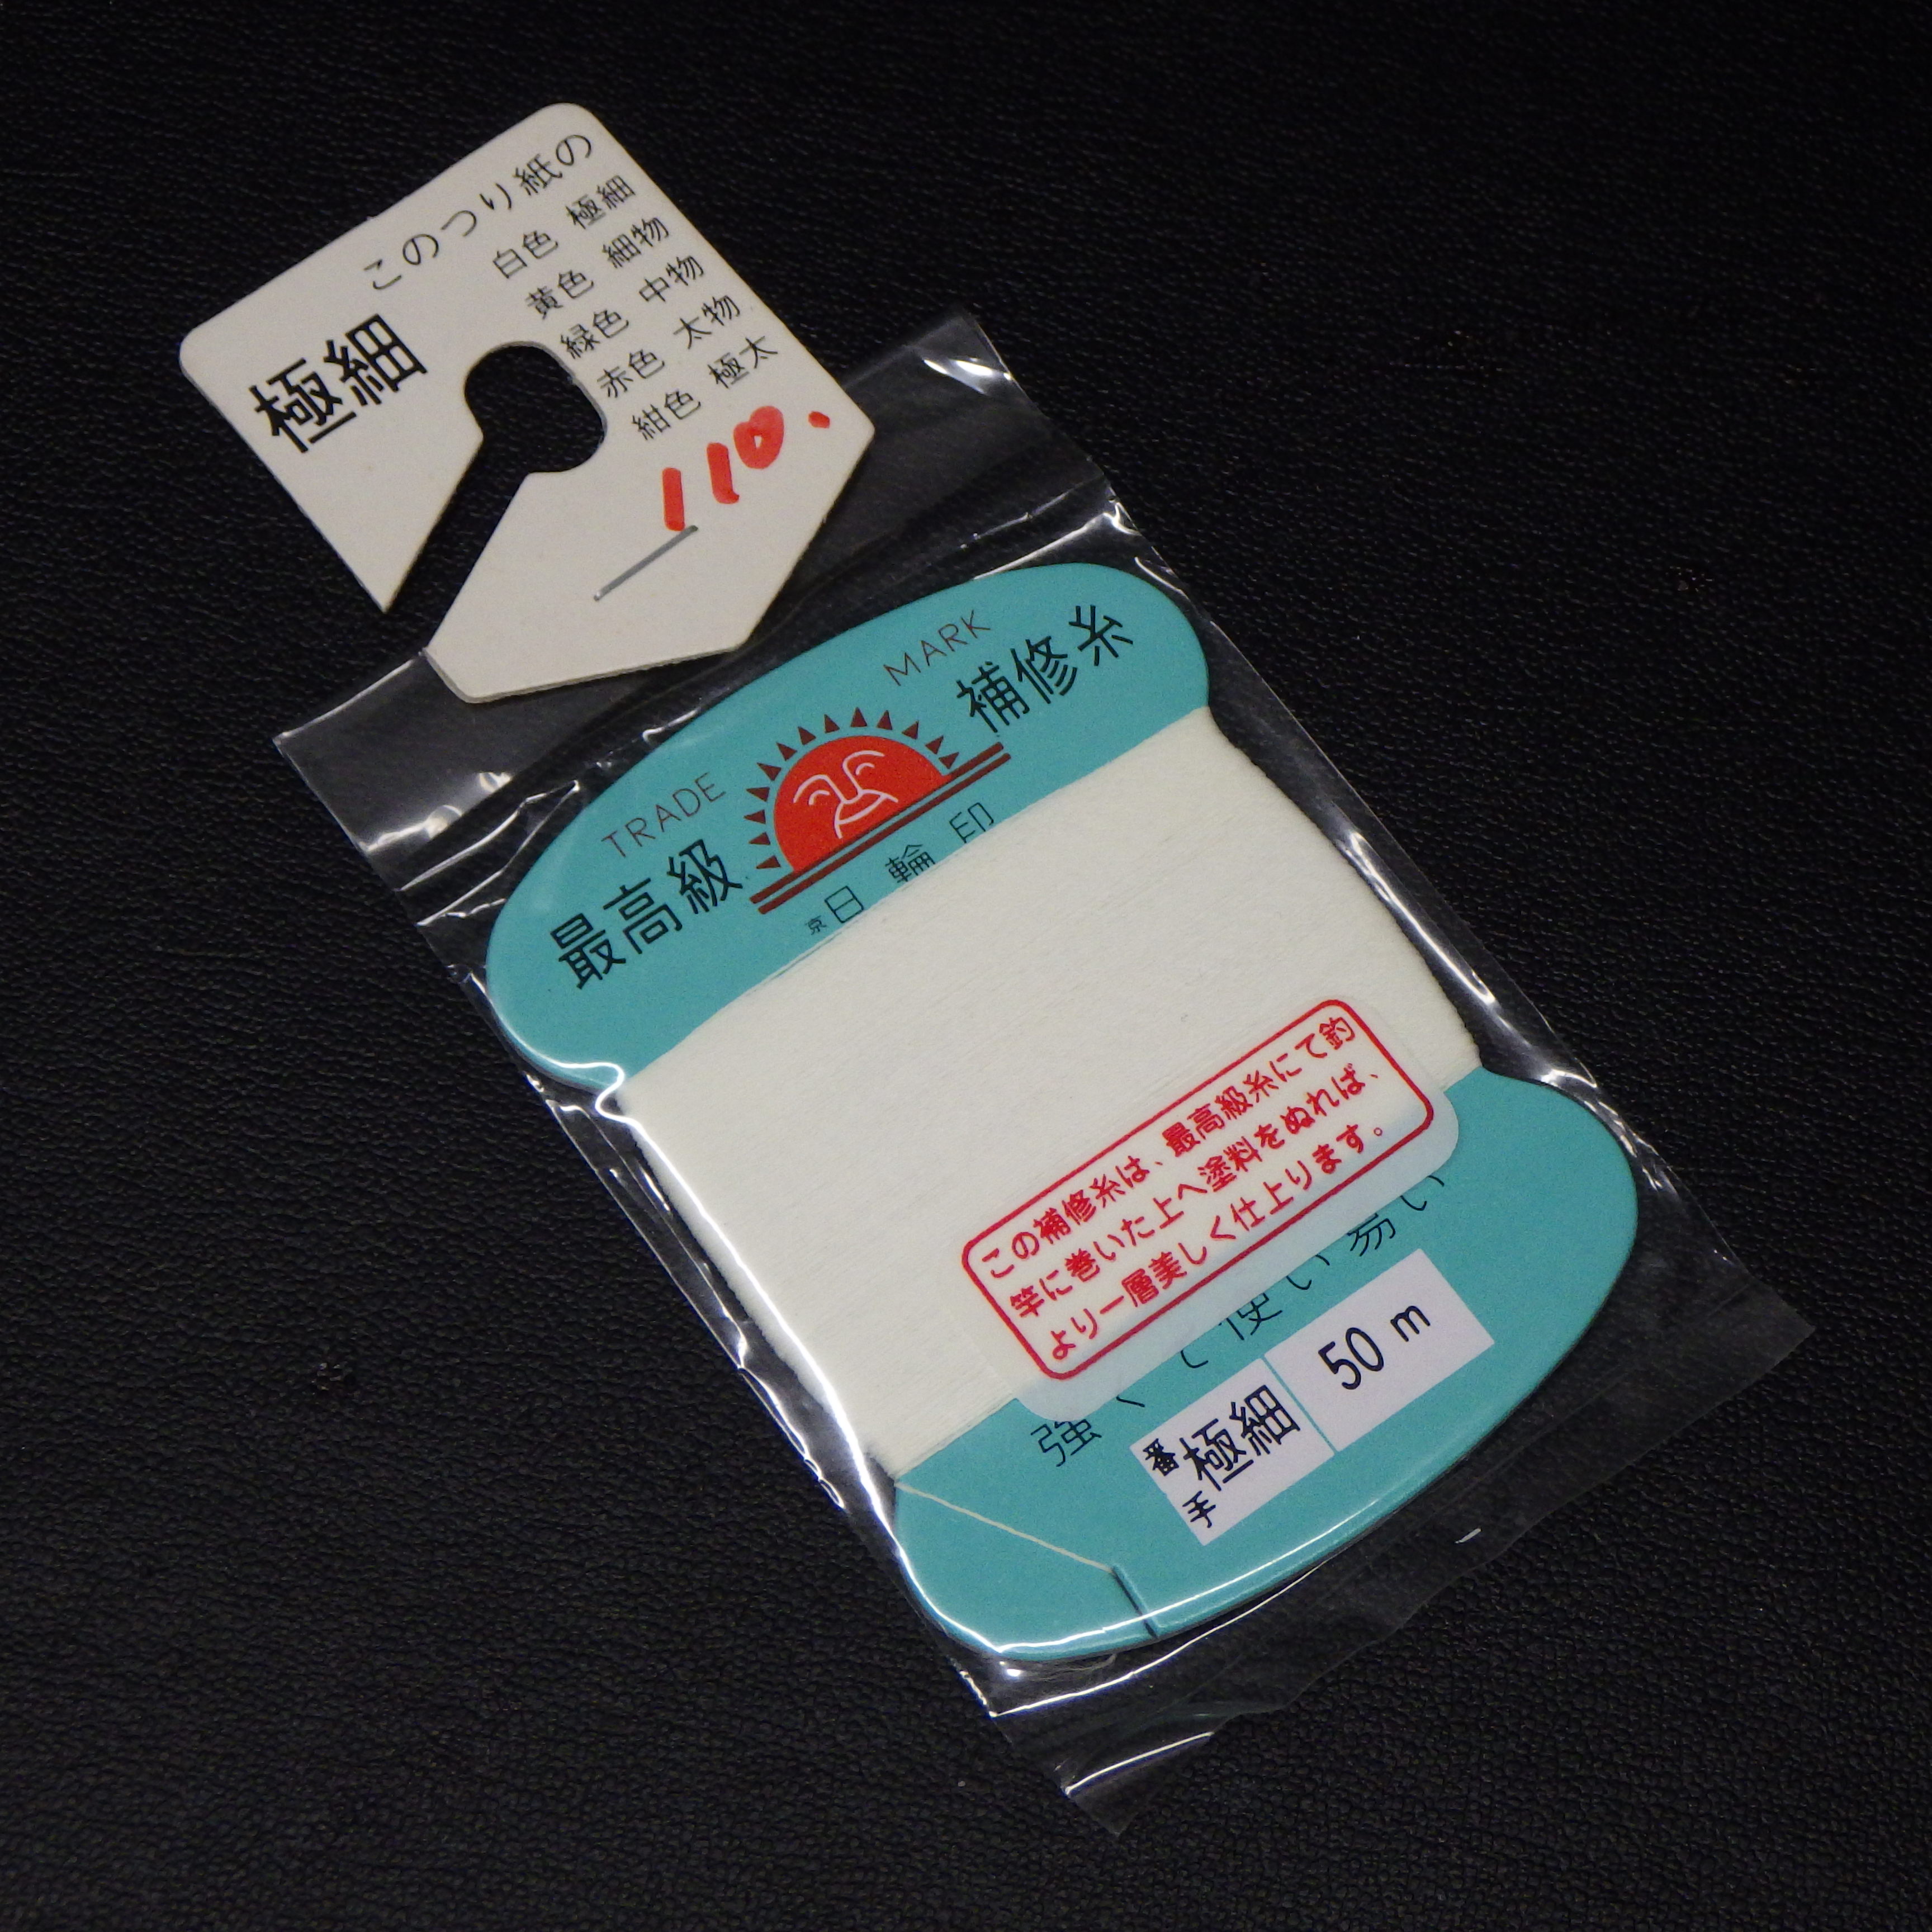 このつり紙の
白色 極細
黄色 細物
緑色 中物
赤色 太物
紺色 極太
極細
110.
TRADE MARK
最高級 補修糸
京日輪印
この補修糸は、最高級糸にて釣
竿に巻いた上へ塗料をぬれば、
より一層美しく仕上ります。
強くて使い易い
番手 極細 50 m